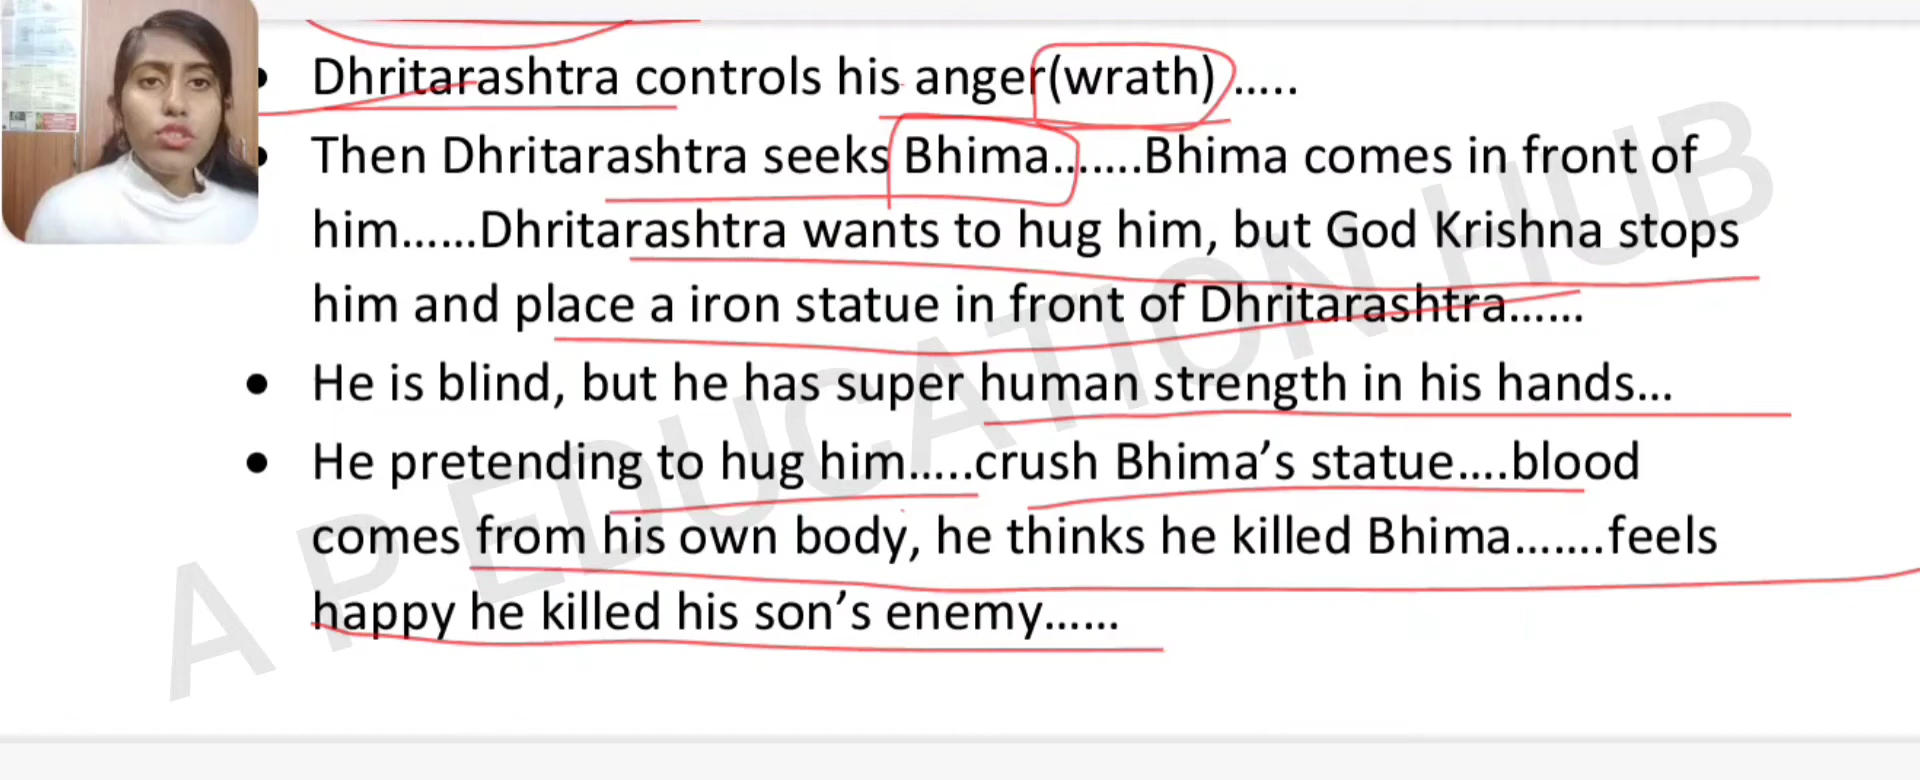 Dhritarashtra controls his anger(wrath).....
Then Dhritarashtra seeks Bhima.......Bhima comes in front of
him......Dhritarashtra wants to hug him, but God Krishna stops
him and place a iron statue in front of Dhritarashtra......
He is blind, but he has super human strength in his hands...
He pretending to hug him.....crush Bhima’s statue....blood
comes from his own body, he thinks he killed Bhima.......feels
happy he killed his son’s enemy......
A P EDUCATION HUB